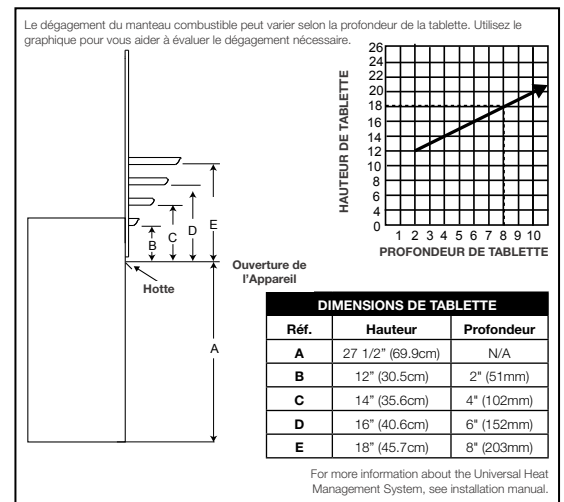 Le dégagement du manteau combustible peut varier selon la profondeur de la tablette. Utilisez le
graphique pour vous aider à évaluer le dégagement nécessaire.
HAUTEUR DE TABLETTE
26
24
22
20
18
16
14
12
10
8
6
4
0
1 2 3 4 5 6 7 8 9 10
PROFONDEUR DE TABLETTE
B
C
D
E
A
Hotte
Ouverture de
l'Appareil
DIMENSIONS DE TABLETTE
Réf. Hauteur Profondeur
A 27 1/2" (69.9cm) N/A
B 12" (30.5cm) 2" (51mm)
C 14" (35.6cm) 4" (102mm)
D 16" (40.6cm) 6" (152mm)
E 18" (45.7cm) 8" (203mm)
For more information about the Universal Heat
Management System, see installation manual.